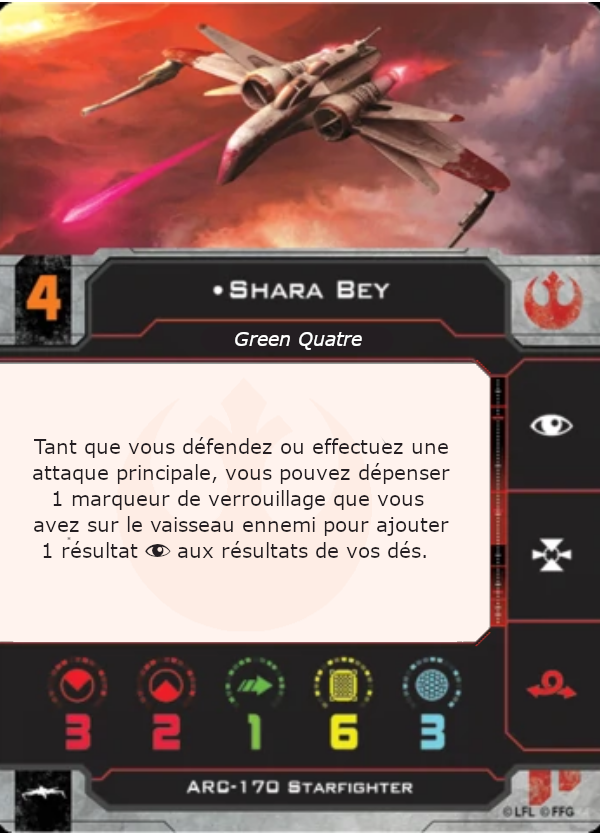 4
•Shara Bey
Green Quatre
Tant que vous défendez ou effectuez une
attaque principale, vous pouvez dépenser
1 marqueur de verrouillage que vous
avez sur le vaisseau ennemi pour ajouter
1 résultat aux résultats de vos dés.
3 2 1 6 3
ARC-170 Starfighter
©LFL ©FFG